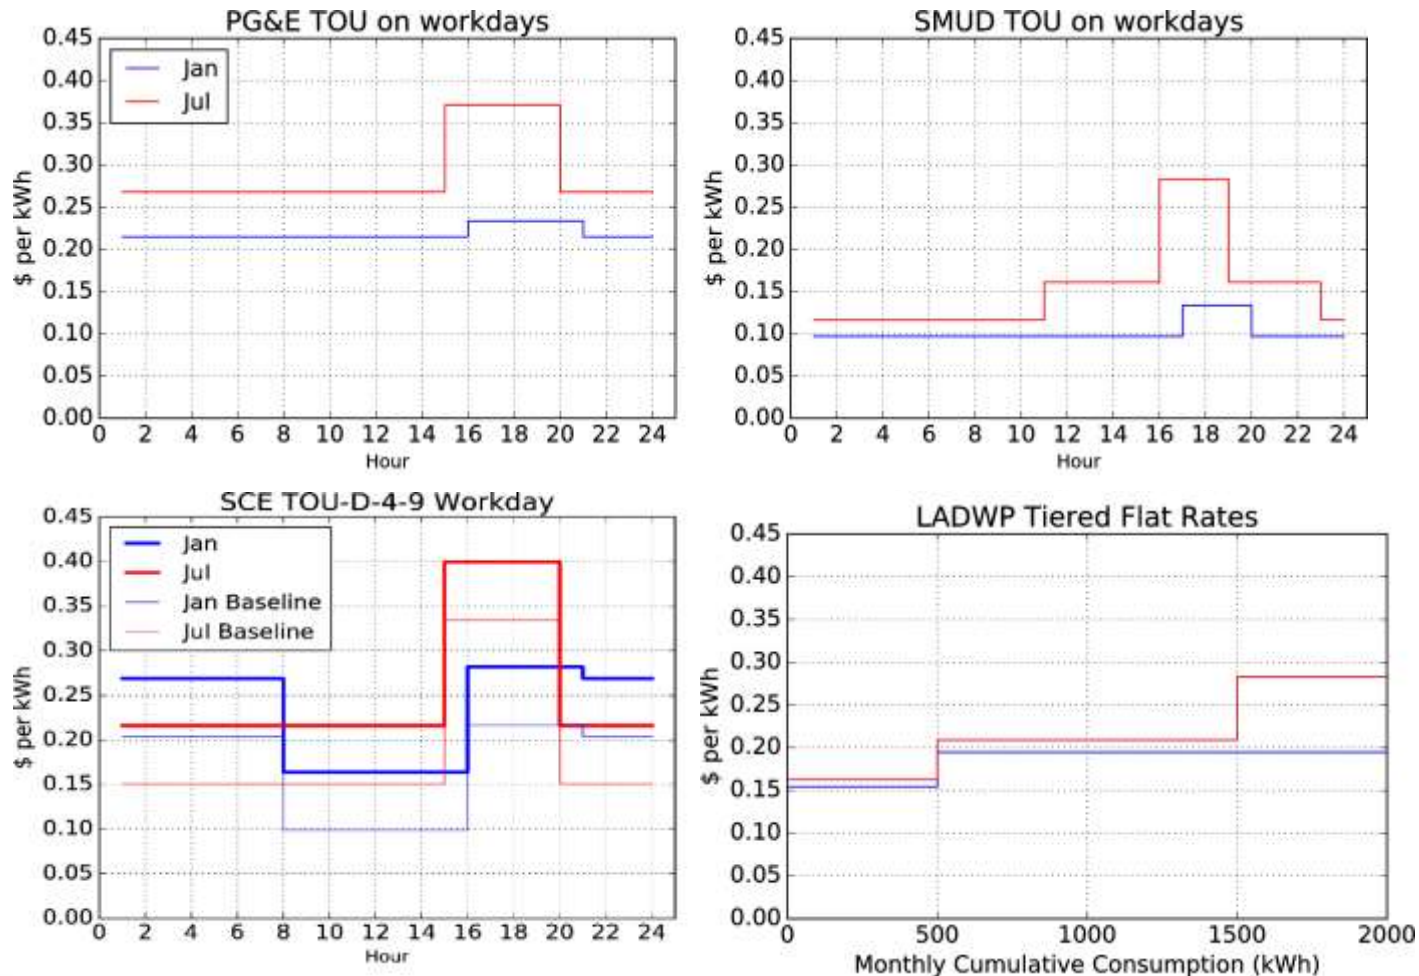 PG&E TOU on workdays
0.45
0.40
0.35
0.30
0.25
0.20
0.15
0.10
0.05
0.00
$ per kWh
Jan
Jul
0 2 4 6 8 10 12 14 16 18 20 22 24
Hour
SMUD TOU on workdays
0.45
0.40
0.35
0.30
0.25
0.20
0.15
0.10
0.05
0.00
$ per kWh
0 2 4 6 8 10 12 14 16 18 20 22 24
Hour
SCE TOU-D-4-9 Workday
0.45
0.40
0.35
0.30
0.25
0.20
0.15
0.10
0.05
0.00
$ per kWh
Jan
Jul
Jan Baseline
Jul Baseline
0 2 4 6 8 10 12 14 16 18 20 22 24
Hour
LADWP Tiered Flat Rates
0.45
0.40
0.35
0.30
0.25
0.20
0.15
0.10
0.05
0.00
$ per kWh
0 500 1000 1500 2000
Monthly Cumulative Consumption (kWh)